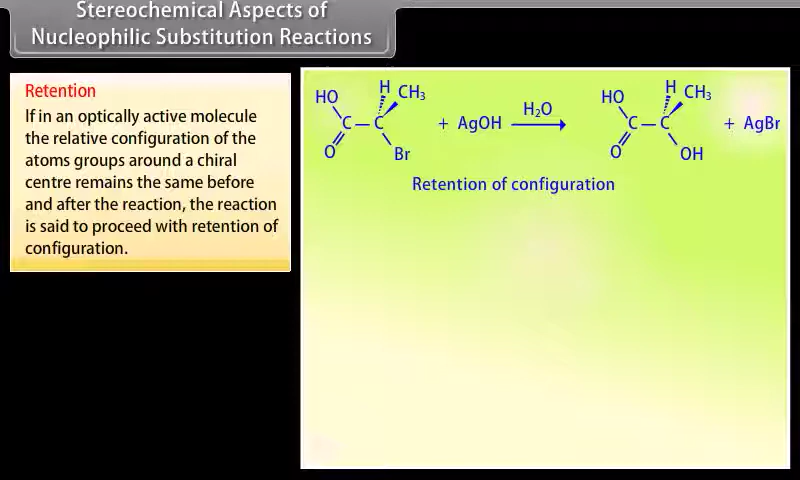 Stereochemical Aspects of
Nucleophilic Substitution Reactions
Retention
If in an optically active molecule
the relative configuration of the
atoms groups around a chiral
centre remains the same before
and after the reaction, the reaction
is said to proceed with retention of
configuration.
HO H CH₃
C – C + AgOH H₂O
O Br
HO H CH₃
C – C + AgBr
O OH
Retention of configuration